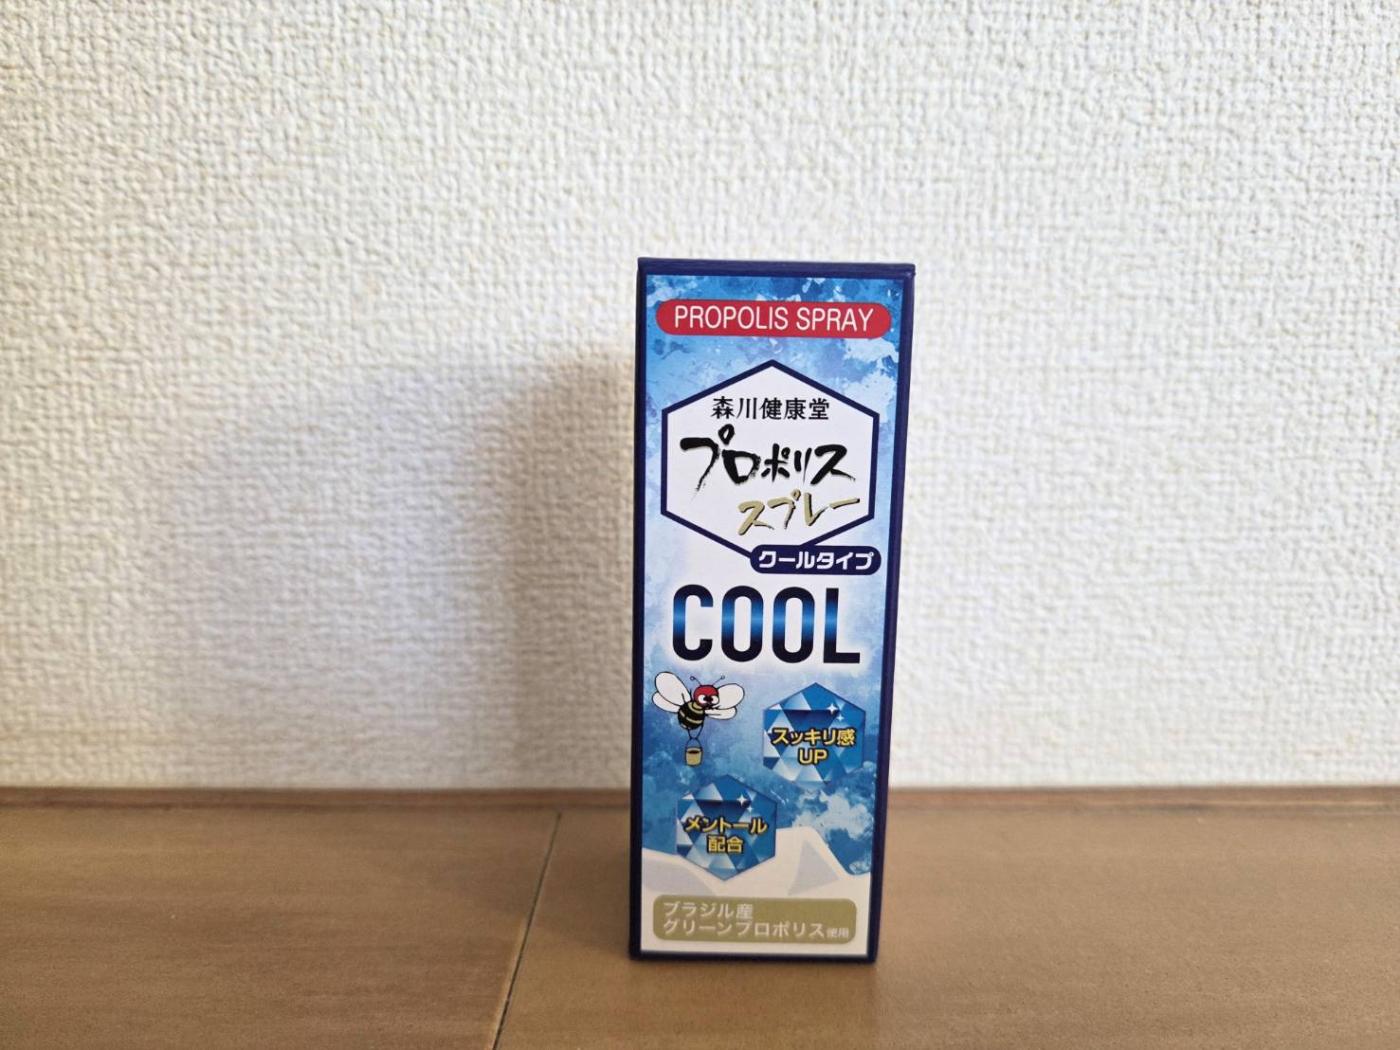 PROPOLIS SPRAY
森川健康堂
プロポリス
スプレー
クールタイプ
COOL
スッキリ感
UP
メントール
配合
ブラジル産
グリーンプロポリス使用